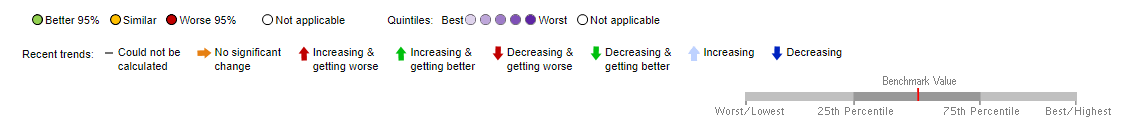 Better 95% Similar Worse 95% Not applicable Quintiles: Best Worst Not applicable
Recent trends: Could not be calculated No significant change Increasing & getting worse Increasing & getting better Decreasing & getting worse Decreasing & getting better Increasing Decreasing
Benchmark Value
Worst/Lowest 25th Percentile 75th Percentile Best/Highest